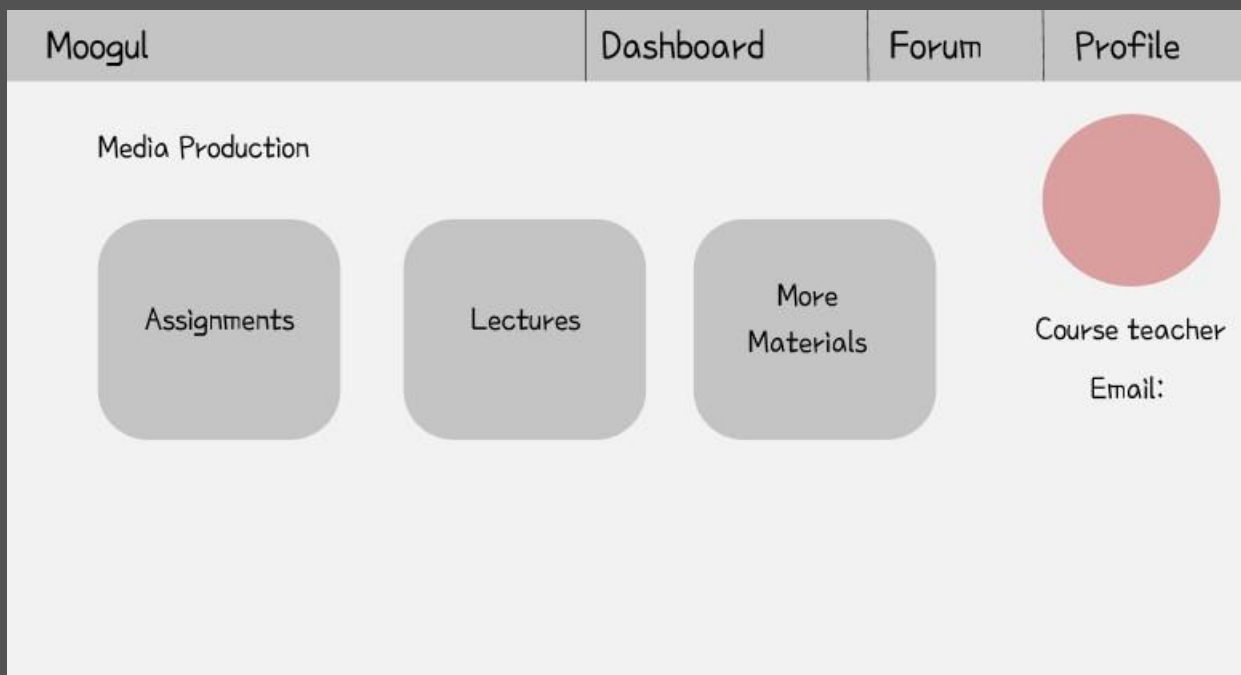 Moogul
Dashboard
Forum
Profile
Media Production
Assignments
Lectures
More
Materials
Course teacher
Email: